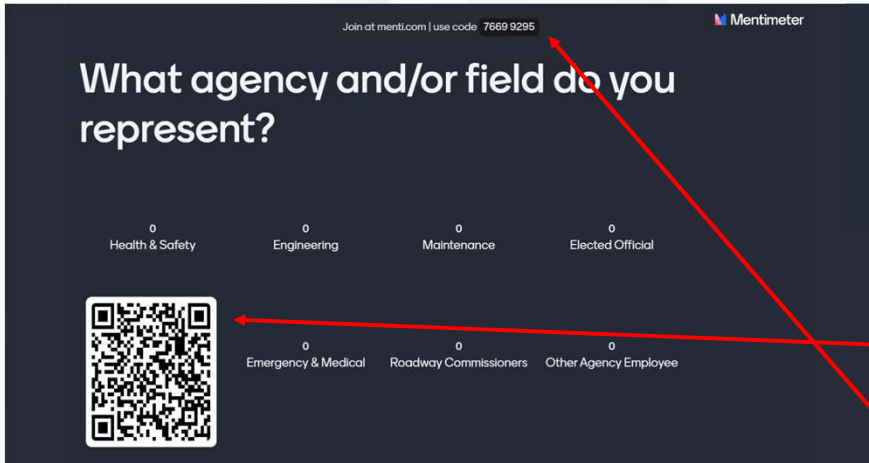 Join at menti.com | use code 7669 9295
Mentimeter
What agency and/or field do you
represent?
0
Health & Safety
0
Engineering
0
Maintenance
0
Elected Official
0
Emergency & Medical
0
Roadway Commissioners
0
Other Agency Employee